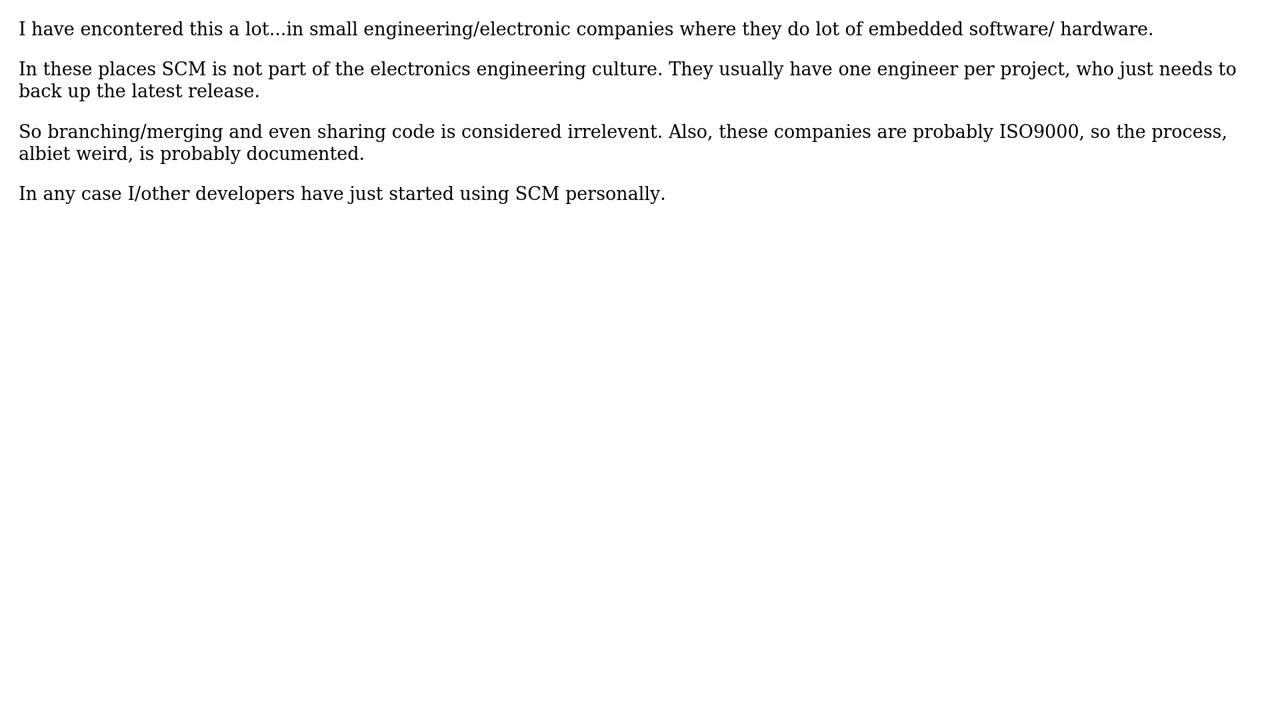 I have encontered this a lot...in small engineering/electronic companies where they do lot of embedded software/ hardware.
In these places SCM is not part of the electronics engineering culture. They usually have one engineer per project, who just needs to
back up the latest release.
So branching/merging and even sharing code is considered irrelevent. Also, these companies are probably ISO9000, so the process,
albiet weird, is probably documented.
In any case I/other developers have just started using SCM personally.